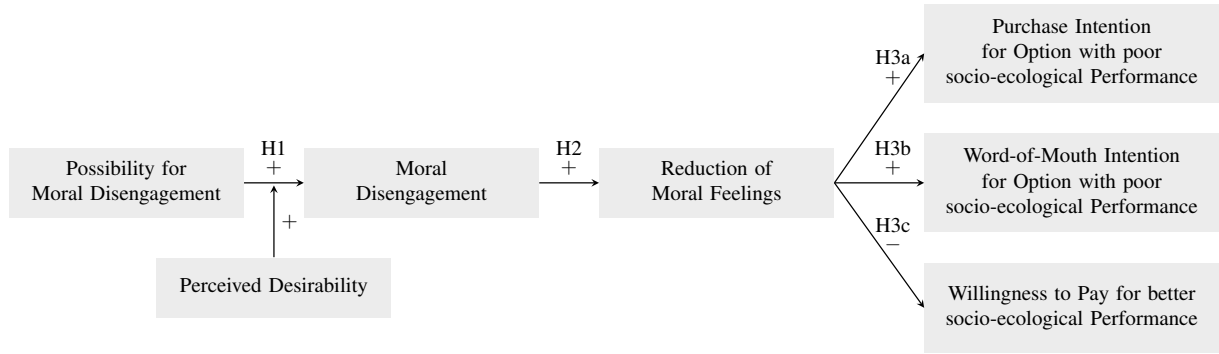 Purchase Intention
for Option with poor
socio-ecological Performance
H3a
+
Possibility for
Moral Disengagement
H1
+
Moral
Disengagement
H2
+
Reduction of
Moral Feelings
H3b
+
Word-of-Mouth Intention
for Option with poor
socio-ecological Performance
+
Perceived Desirability
H3c
−
Willingness to Pay for better
socio-ecological Performance